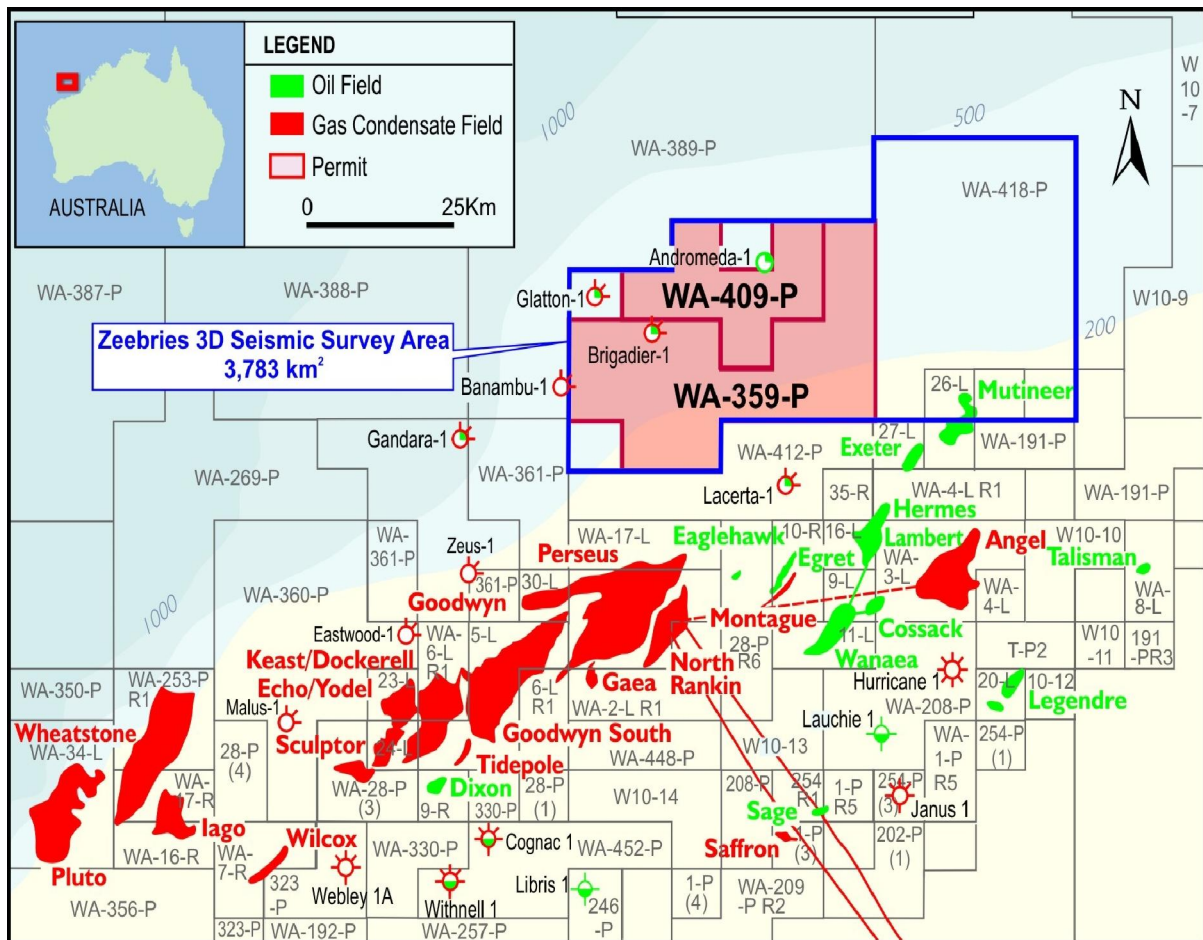 LEGEND
Oil Field
Gas Condensate Field
Permit
0 25Km
AUSTRALIA
N
W
10
-7
1000
500
WA-389-P
WA-418-P
Andromeda-1
WA-387-P
WA-388-P
Glatton-1
WA-409-P
W10-9
Zeebries 3D Seismic Survey Area
3,783 km²
Brigadier-1
200
Banambu-1
WA-359-P
26-L
Mutineer
Gandara-1
27-L
Exeter
WA-191-P
WA-412-P
WA-269-P
WA-361-P
Lacerta-1
35-R
WA-4-L R1
WA-191-P
Hermes
WA-
361-P
Zeus-1
Perseus
WA-17-L
Eaglehawk
10-R
16-L
Lambert
Angel
W10-10
Egret
Talisman
361-P
30-L
9-L
WA-
3-L
WA-
4-L
WA-
8-L
1000
WA-360-P
Goodwyn
Montague
Eastwood-1
WA-
6-L
R1
5-L
28-P
R6
11-L
Cossack
W10
-11
191
-PR3
Keast/Dockerell
North
Rankin
Wanaea
T-P2
WA-350-P
WA-253-P
R1
Echo/Yodel
23-L
6-L
R1
Gaea
WA-2-L R1
Hurricane 1
20-L
10-12
Legendre
Malus-1
WA-208-P
Wheatstone
WA-34-L
28-P
(4)
Sculptor
24-L
Goodwyn South
Lauchie 1
W10-13
WA-448-P
WA-
1-P
R5
254-P
(1)
Tidepole
WA-
17-R
WA-28-P
(3)
Dixon
9-R
330-P
28-P
(1)
W10-14
208-P
254
R1
1-P
R5
254-P
(3)
Janus 1
Sage
Iago
Wilcox
Cognac 1
Saffron
1-P
(3)
202-P
(1)
WA-16-R
WA-
7-R
WA-330-P
WA-452-P
Pluto
Webley 1A
323
-P
Withnell 1
Libris 1
246
-P
1-P
(4)
WA-209
-P R2
WA-356-P
323-P
WA-192-P
WA-257-P